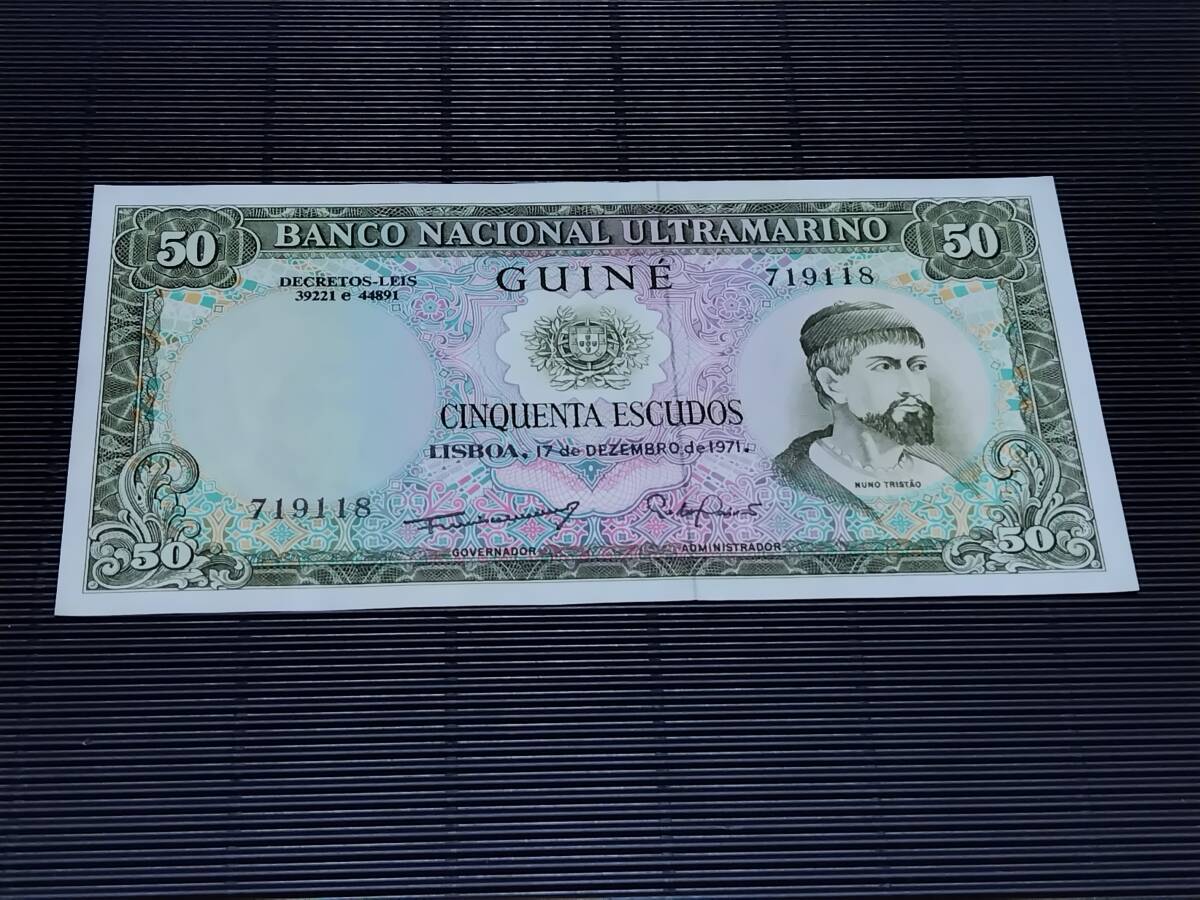 50 BANCO NACIONAL ULTRAMARINO 50
DECRETOS-LEIS
39221 e 44891
GUINÉ
719118
CINQUENTA ESCUDOS
LISBOA, 17 de DEZEMBRO de 1971.
NUNO TRISTÃO
719118
GOVERNADOR
ADMINISTRADOR
50
50